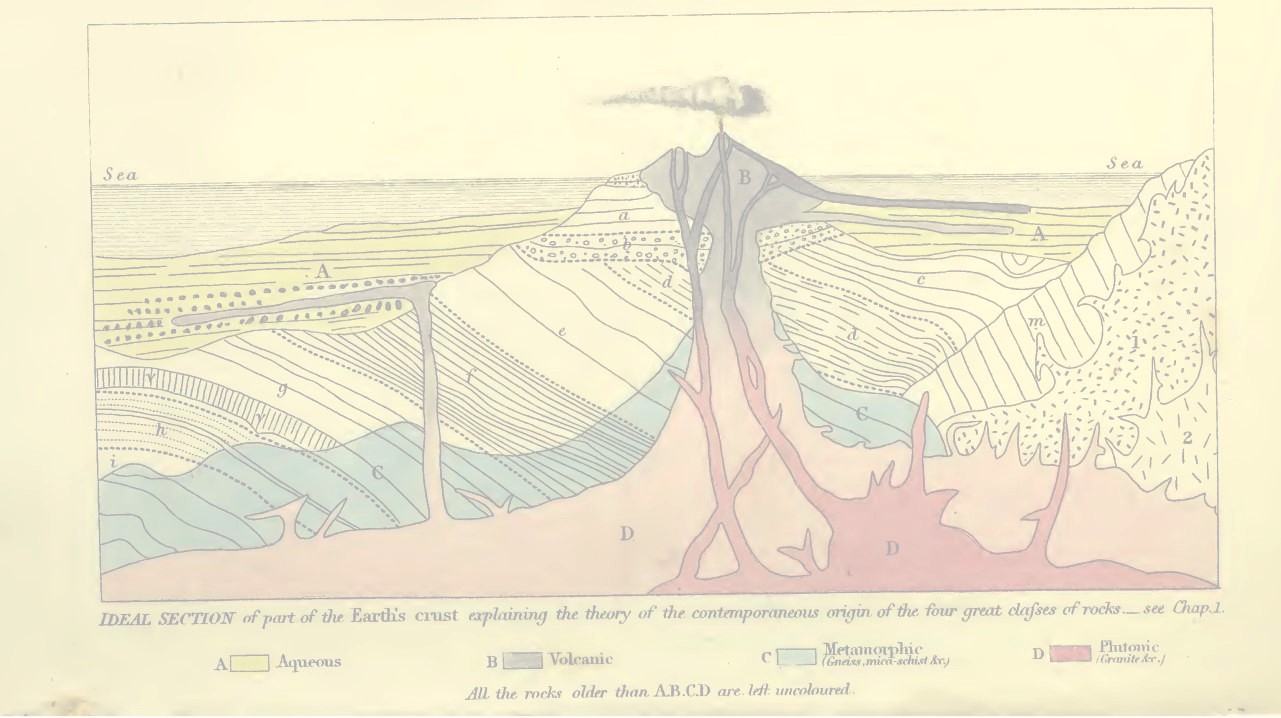 Sea
Sea
B
a
A
b
A
d
c
e
m
d
1
f
v
g
C
v
2
h
i
C
D
D
IDEAL SECTION of part of the Earth's crust explaining the theory of the contemporaneous origin of the four great claſses of rocks._ see Chap.1.
A Aqueous B Volcanic C Metamorphic (Gneiss, mica-schist &c.) D Plutonic (Granite &c.)
All the rocks older than A.B.C.D are left uncoloured.